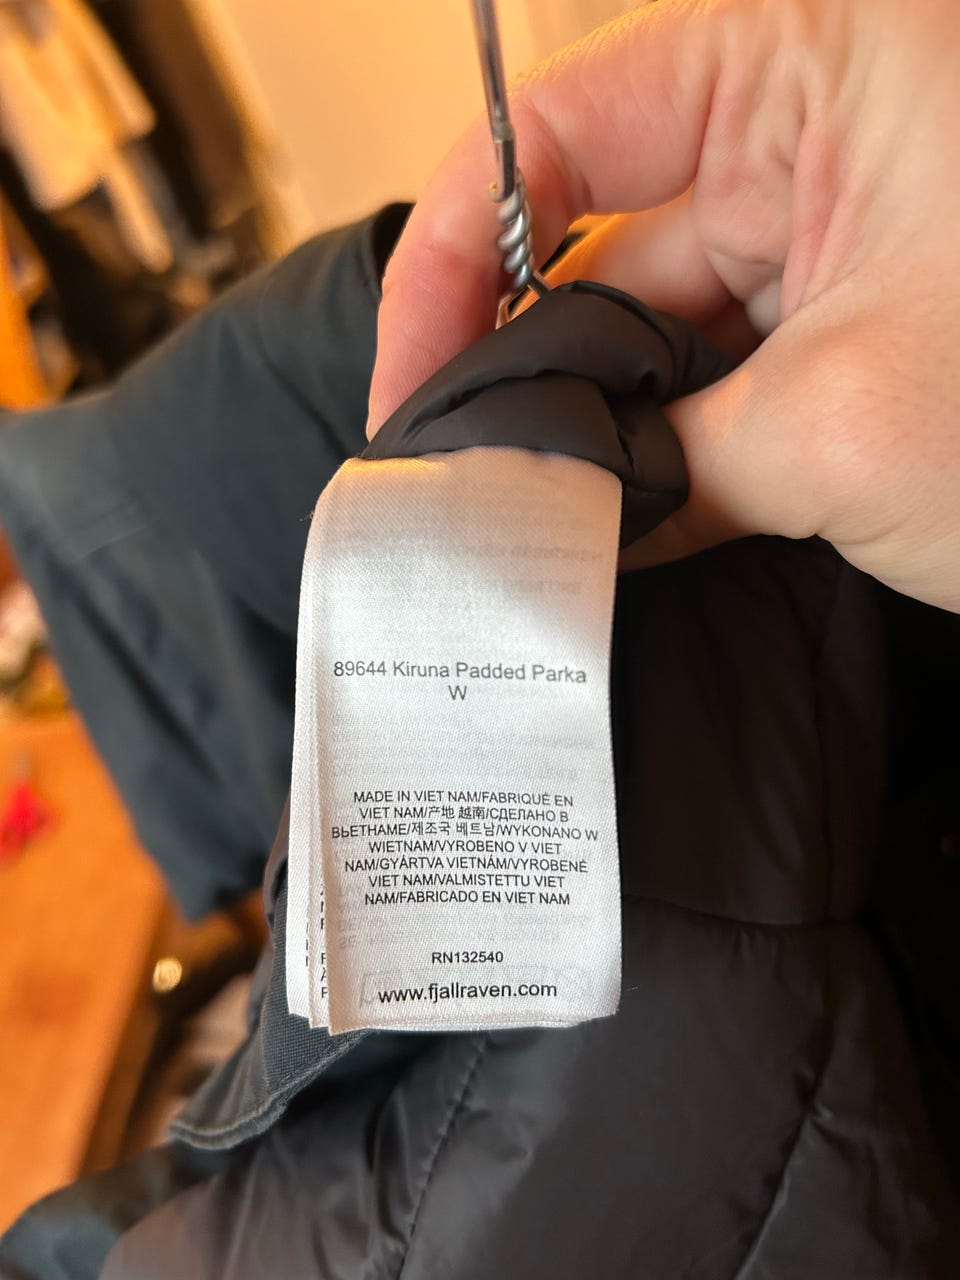 89644 Kiruna Padded Parka
W
MADE IN VIET NAM/FABRIQUÉ EN
VIET NAM/产地 越南/СДЕЛАНО В
ВЬЕТНАМЕ/제조국 베트남/WYKONANO W
WIETNAM/VYROBENO V VIET
NAM/GYÁRTVA VIETNÁM/VYROBENÉ
VIET NAM/VALMISTETTU VIET
NAM/FABRICADO EN VIET NAM
RN132540
www.fjallraven.com